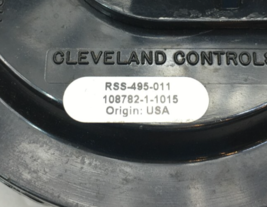 CLEVELAND CONTROLS
RSS-495-011
108782-1-1015
Origin: USA